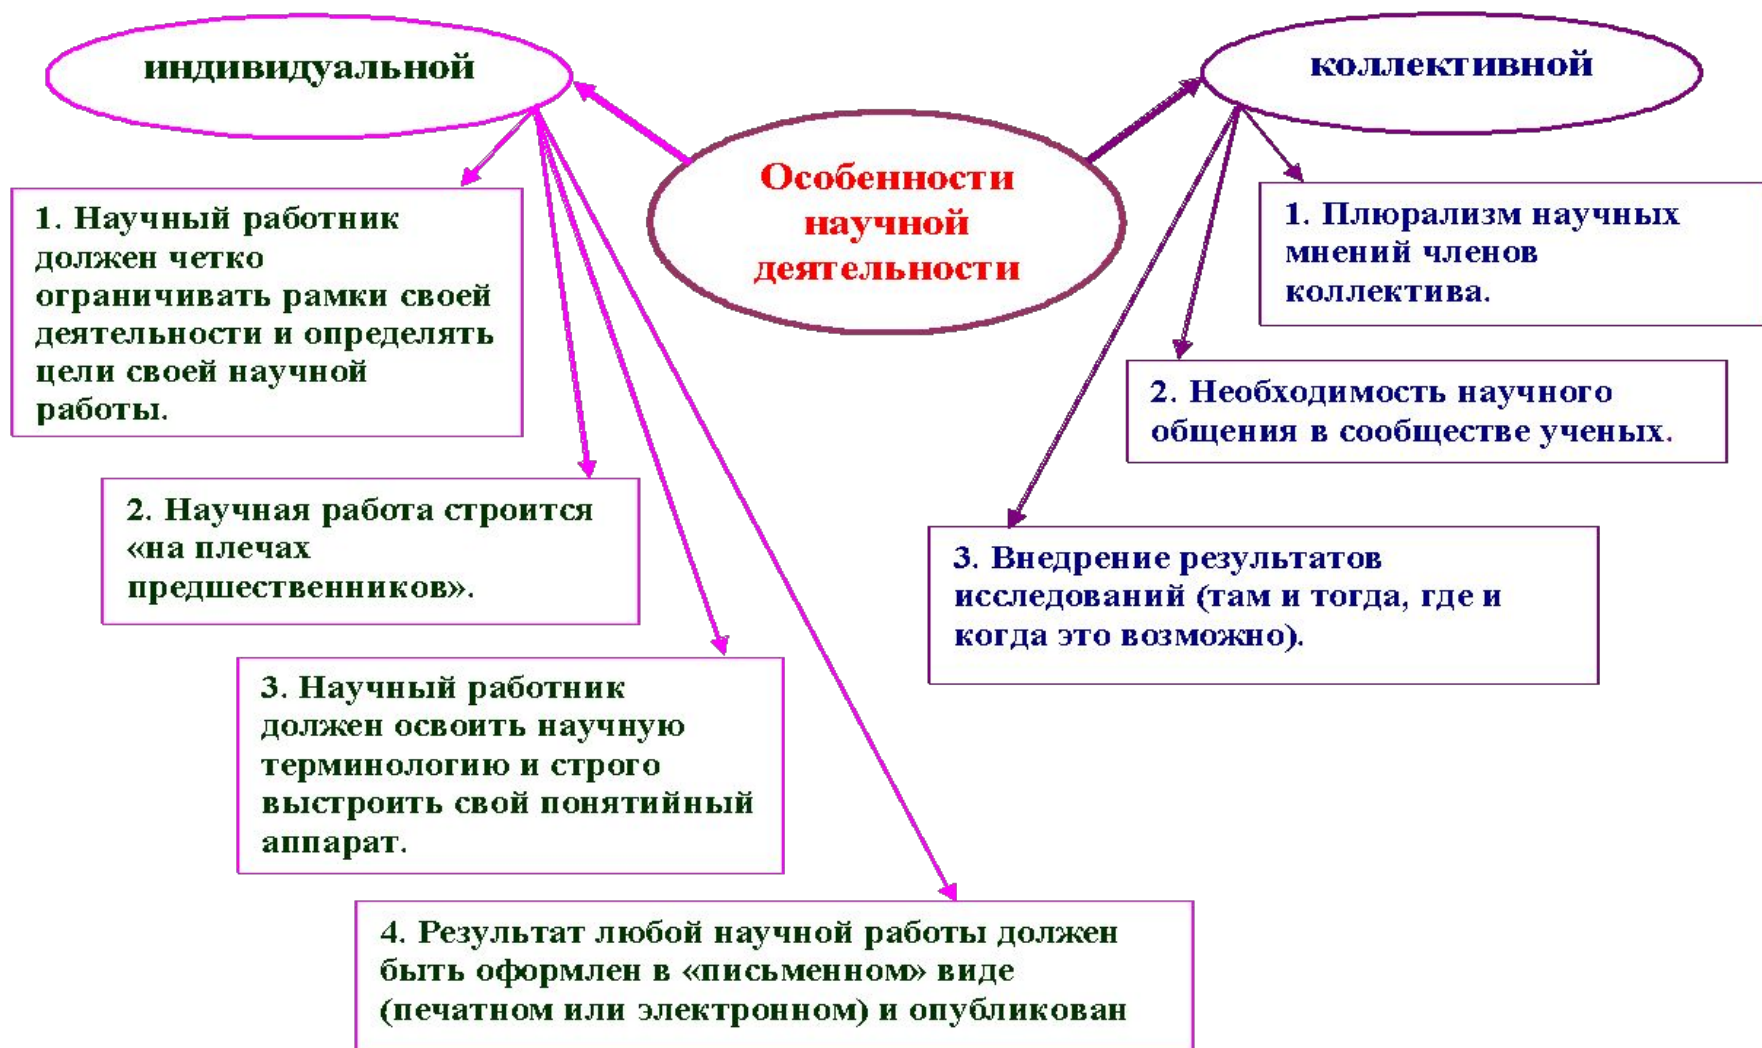 Особенности
научной
деятельности
индивидуальной
1. Научный работник
должен четко
ограничивать рамки своей
деятельности и определять
цели своей научной
работы.
2. Научная работа строится
«на плечах
предшественников».
3. Научный работник
должен освоить научную
терминологию и строго
выстроить свой понятийный
аппарат.
4. Результат любой научной работы должен
быть оформлен в «письменном» виде
(печатном или электронном) и опубликован
коллективной
1. Плюрализм научных
мнений членов
коллектива.
2. Необходимость научного
общения в сообществе ученых.
3. Внедрение результатов
исследований (там и тогда, где и
когда это возможно).